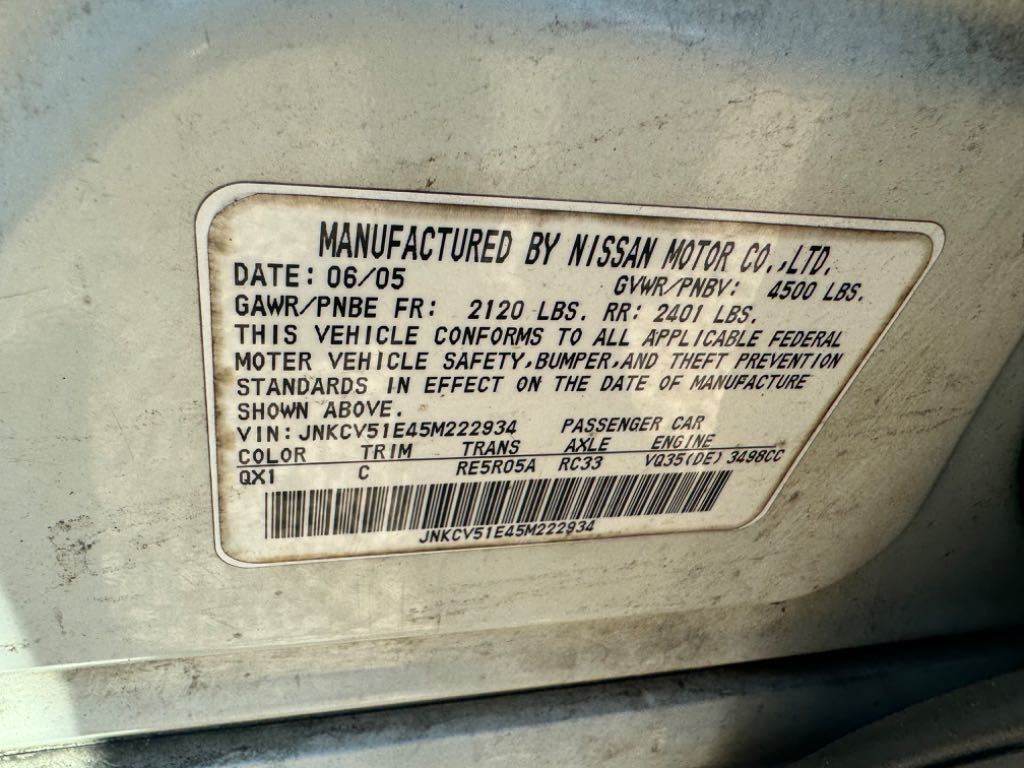 MANUFACTURED BY NISSAN MOTOR CO.,LTD.
DATE: 06/05 GVWR/PNBV: 4500 LBS.
GAWR/PNBE FR: 2120 LBS. RR: 2401 LBS.
THIS VEHICLE CONFORMS TO ALL APPLICABLE FEDERAL
MOTER VEHICLE SAFETY,BUMPER,AND THEFT PREVENTION
STANDARDS IN EFFECT ON THE DATE OF MANUFACTURE
SHOWN ABOVE.
VIN:JNKCV51E45M222934 PASSENGER CAR
COLOR TRIM TRANS AXLE ENGINE
QX1 C RE5R05A RC33 VQ35(DE) 3498CC
JNKCV51E45M222934